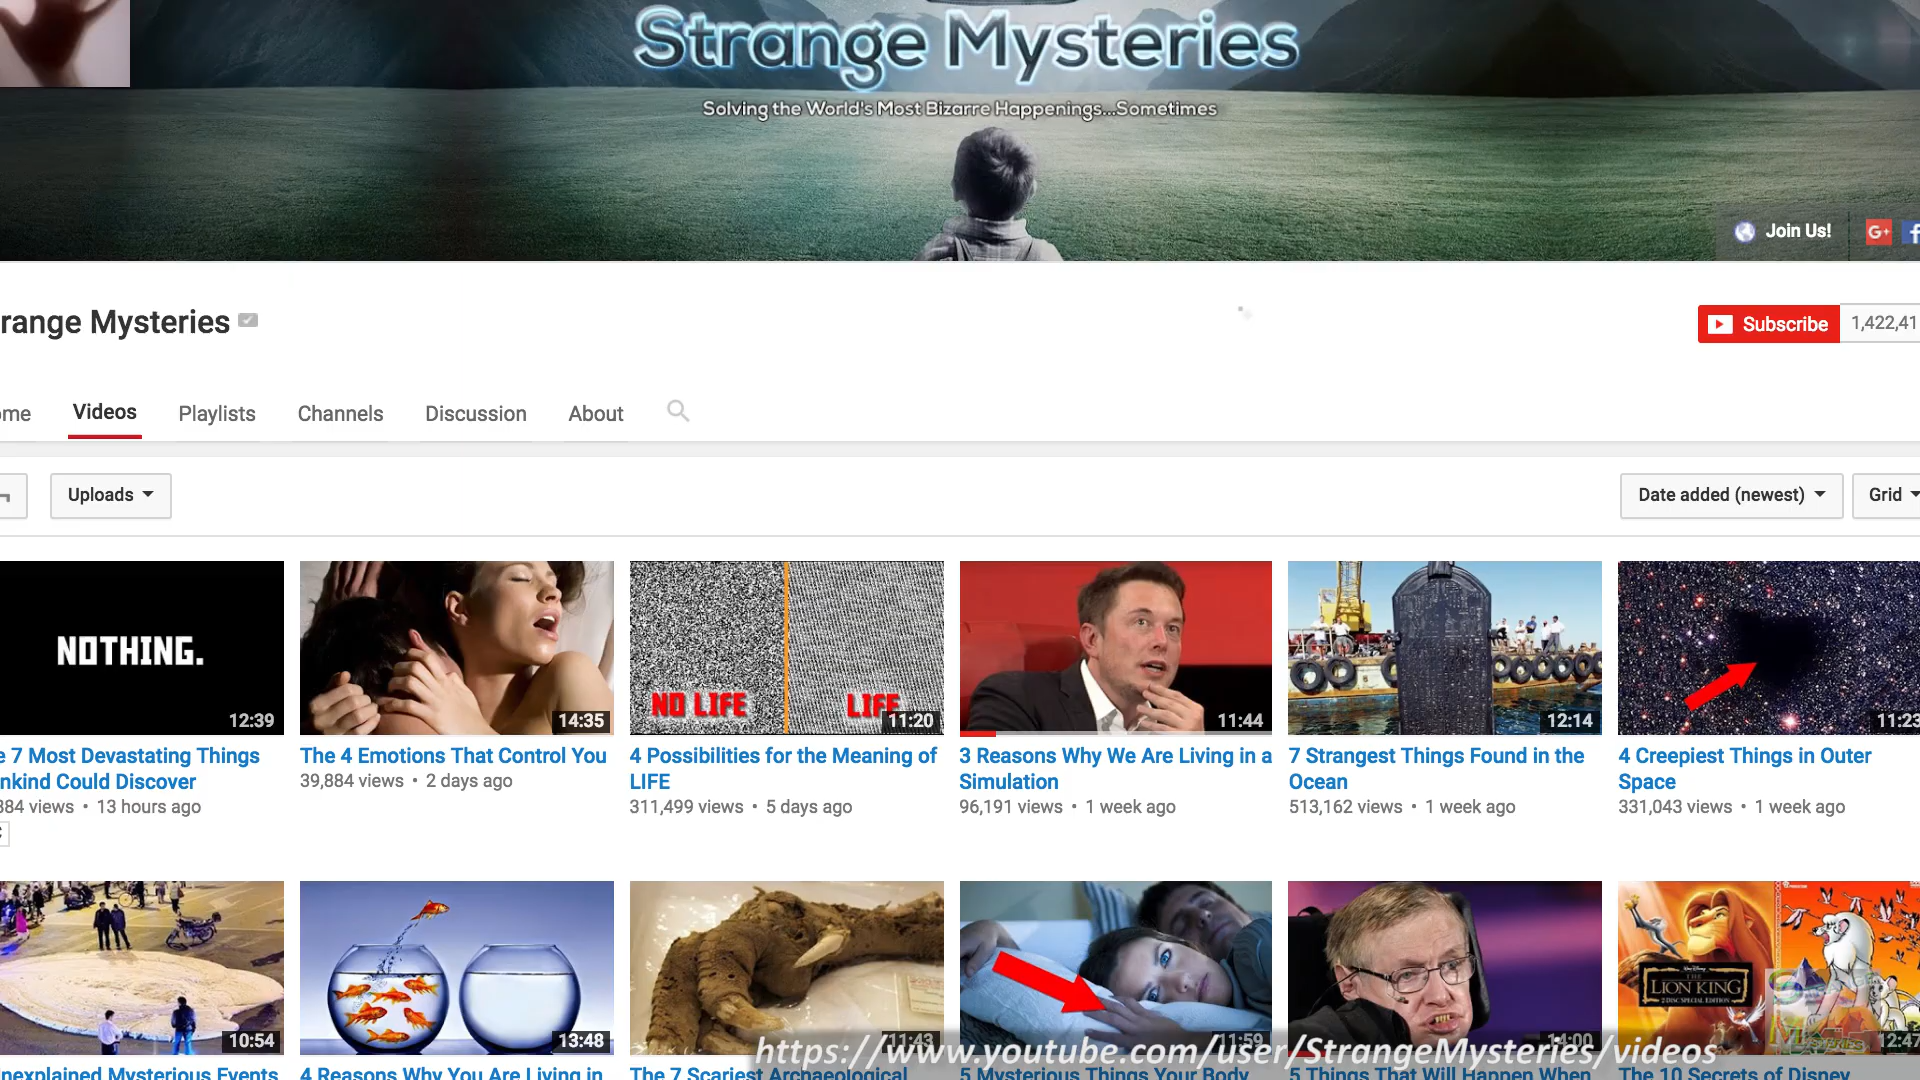 Strange Mysteries
Solving the World's Most Bizarre Happenings...Sometimes
Join Us!
G+
f
range Mysteries
Subscribe
1,422,41
ome
Videos
Playlists
Channels
Discussion
About
Uploads
Date added (newest)
Grid
NOTHING.
12:39
14:35
NO LIFE
LIFE
11:20
11:44
12:14
11:23
e 7 Most Devastating Things
nkind Could Discover
384 views • 13 hours ago
The 4 Emotions That Control You
39,884 views • 2 days ago
4 Possibilities for the Meaning of
LIFE
311,499 views • 5 days ago
3 Reasons Why We Are Living in a
Simulation
96,191 views • 1 week ago
7 Strangest Things Found in the
Ocean
513,162 views • 1 week ago
4 Creepiest Things in Outer
Space
331,043 views • 1 week ago
10:54
13:48
11:43
11:59
14:00
THE
LION KING
2 DISC SPECIAL EDITION
12:47
https://www.youtube.com/user/StrangeMysteries/videos
nexplained Mysterious Events
4 Reasons Why You Are Living in
The 7 Scariest Archaeological
5 Mysterious Things Your Body
5 Things That Will Happen When
The 10 Secrets of Disney